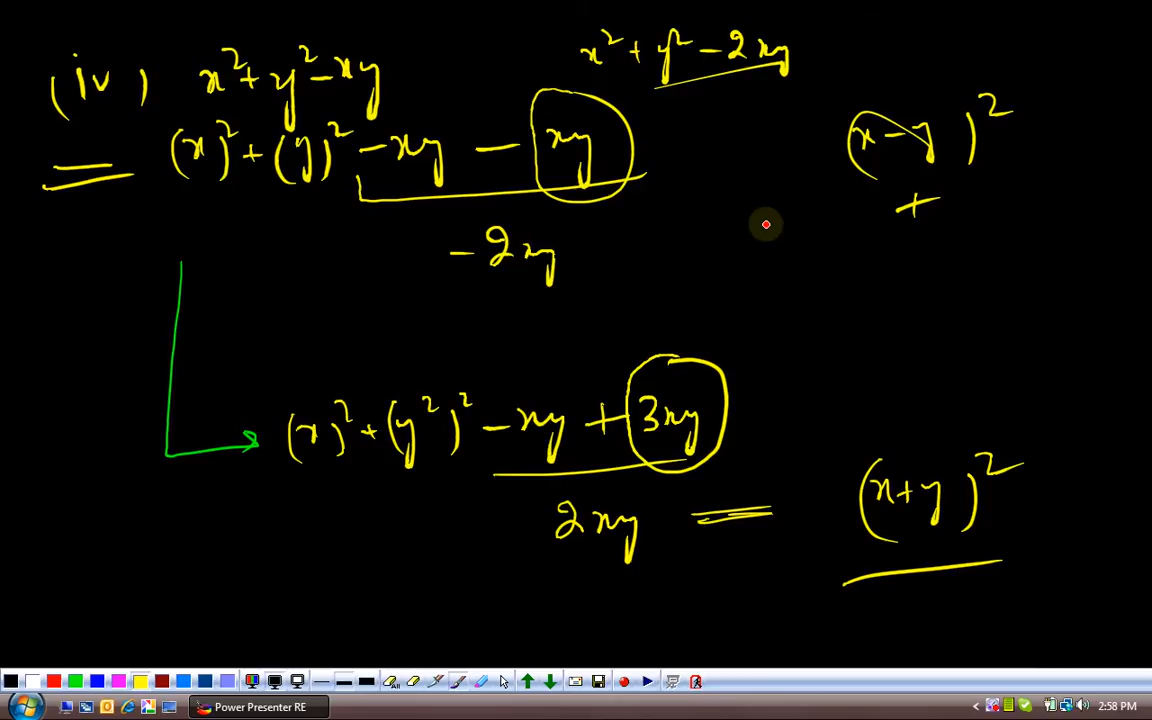 x² + y² - 2xy
(iv) x² + y² - xy
(x)² + (y)² - xy - xy
(x - y)²
+
- 2xy
(x)² + (y²)² - xy + 3xy
2xy
(x+y)²
Power Presenter RE
2:58 PM